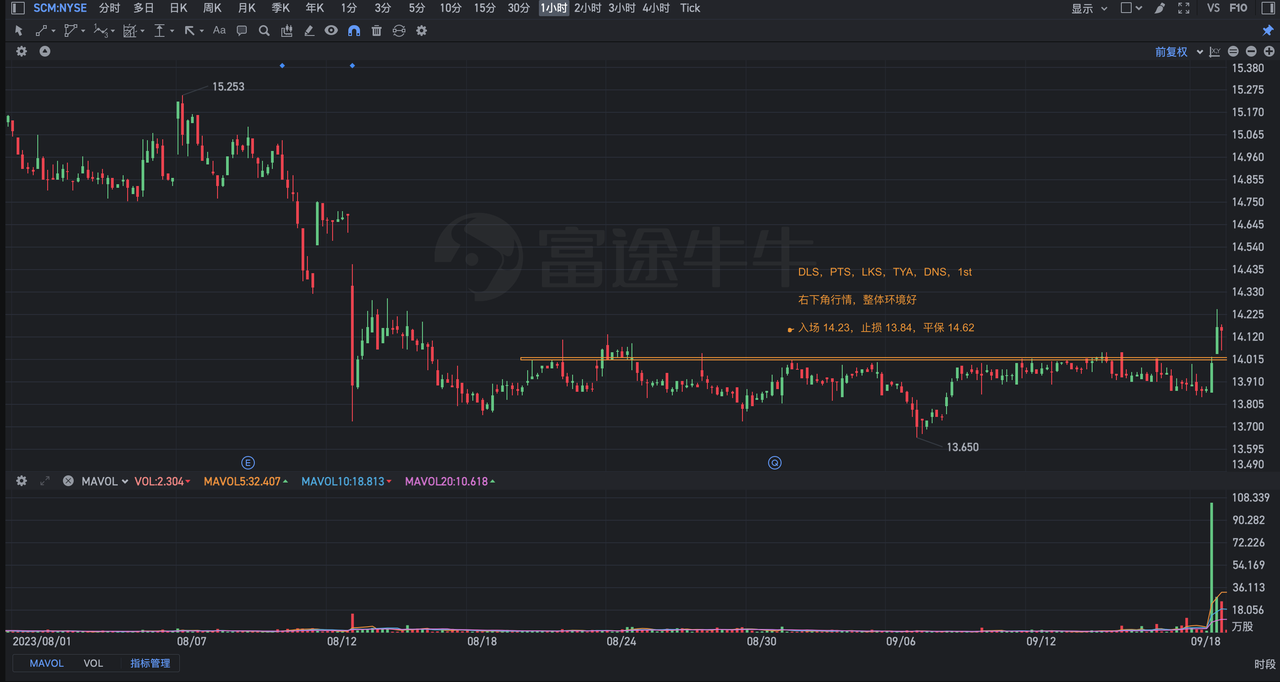 SCM:NYSE 分时 多日 日K 周K 月K 季K 年K 1分 3分 5分 10分 15分 30分 1小时 2小时 3小时 4小时 Tick 显示 VS F10
Aa
前复权
15.380
15.253
15.275
15.170
15.065
14.960
14.855
14.750
14.645
富途牛牛
14.540
14.435
DLS，PTS，LKS，TYA，DNS，1st
14.330
右下角行情，整体环境好
14.225
入场 14.23，止损 13.84，平保 14.62
14.120
14.015
13.910
13.805
13.700
13.650
13.595
E Q
13.490
MAVOL VOL:2.304 MAVOL5:32.407 MAVOL10:18.813 MAVOL20:10.618
108.339
90.282
72.226
54.169
36.113
18.056
万股
2023/08/01 08/07 08/12 08/18 08/24 08/30 09/06 09/12 09/18
MAVOL VOL 指标管理 时段